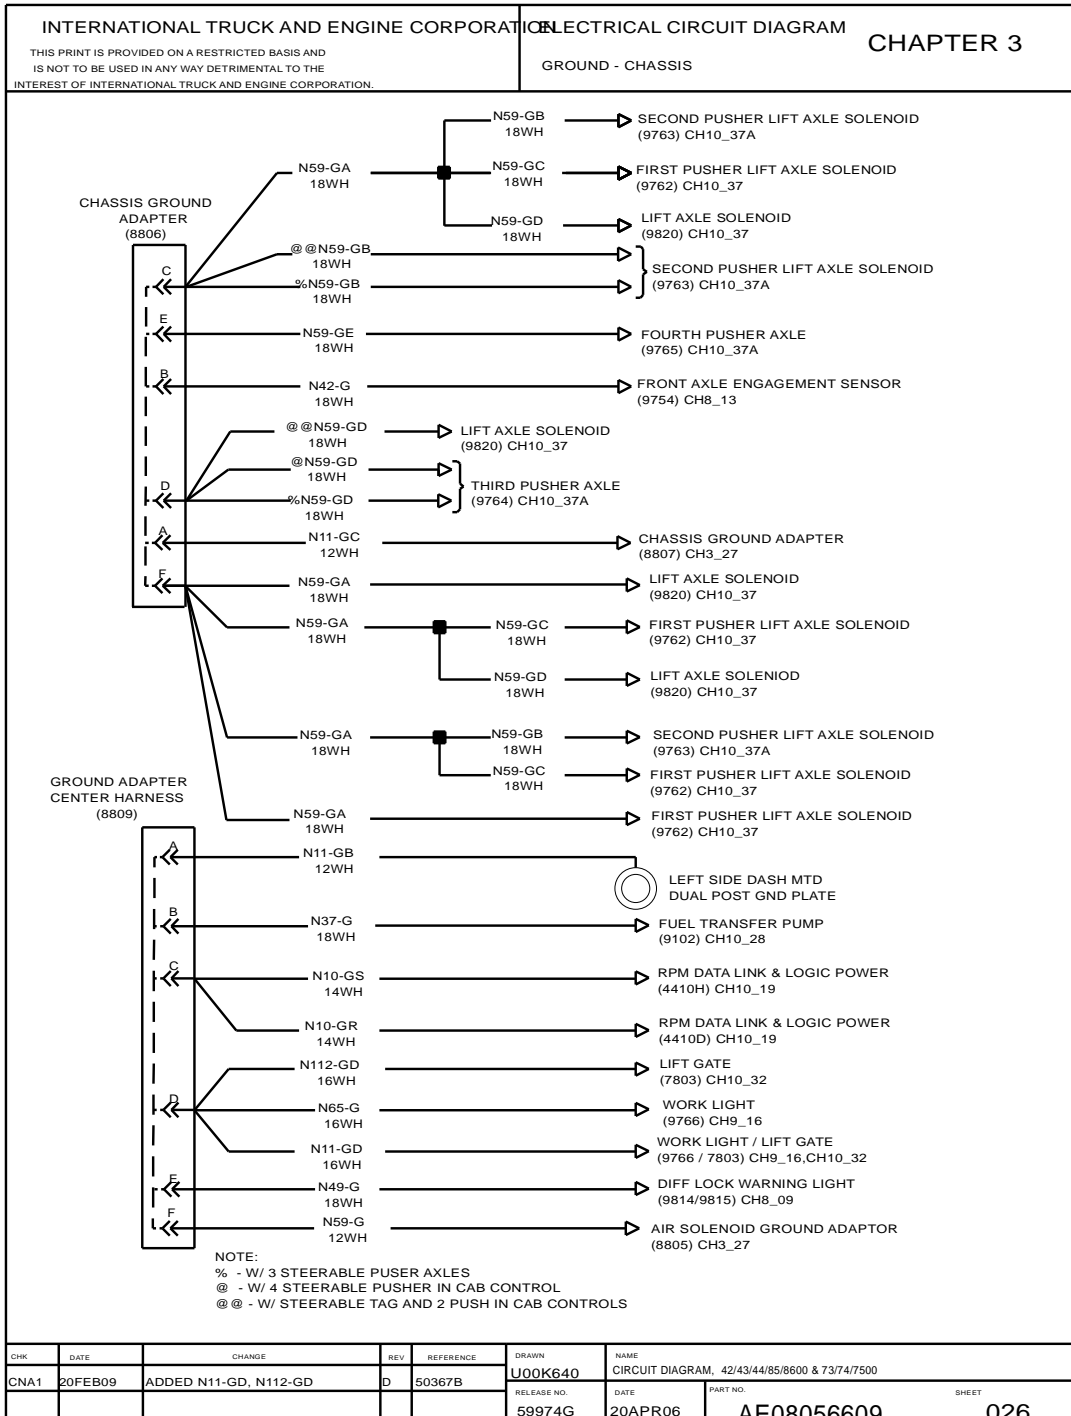 INTERNATIONAL TRUCK AND ENGINE CORPORATION
THIS PRINT IS PROVIDED ON A RESTRICTED BASIS AND
IS NOT TO BE USED IN ANY WAY DETRIMENTAL TO THE
INTEREST OF INTERNATIONAL TRUCK AND ENGINE CORPORATION.
ELECTRICAL CIRCUIT DIAGRAM
GROUND - CHASSIS
CHAPTER 3
CHASSIS GROUND
ADAPTER
(8806)
N59-GA
18WH
N59-GB
18WH
SECOND PUSHER LIFT AXLE SOLENOID
(9763) CH10_37A
N59-GC
18WH
FIRST PUSHER LIFT AXLE SOLENOID
(9762) CH10_37
N59-GD
18WH
LIFT AXLE SOLENOID
(9820) CH10_37
C
@@N59-GB
18WH
%N59-GB
18WH
SECOND PUSHER LIFT AXLE SOLENOID
(9763) CH10_37A
E
N59-GE
18WH
FOURTH PUSHER AXLE
(9765) CH10_37A
B
N42-G
18WH
FRONT AXLE ENGAGEMENT SENSOR
(9754) CH8_13
@@N59-GD
18WH
LIFT AXLE SOLENOID
(9820) CH10_37
@N59-GD
18WH
D
%N59-GD
18WH
THIRD PUSHER AXLE
(9764) CH10_37A
A
N11-GC
12WH
CHASSIS GROUND ADAPTER
(8807) CH3_27
F
N59-GA
18WH
LIFT AXLE SOLENOID
(9820) CH10_37
N59-GA
18WH
N59-GC
18WH
FIRST PUSHER LIFT AXLE SOLENOID
(9762) CH10_37
N59-GD
18WH
LIFT AXLE SOLENIOD
(9820) CH10_37
N59-GA
18WH
N59-GB
18WH
SECOND PUSHER LIFT AXLE SOLENOID
(9763) CH10_37A
N59-GC
18WH
FIRST PUSHER LIFT AXLE SOLENOID
(9762) CH10_37
N59-GA
18WH
FIRST PUSHER LIFT AXLE SOLENOID
(9762) CH10_37
GROUND ADAPTER
CENTER HARNESS
(8809)
A
N11-GB
12WH
LEFT SIDE DASH MTD
DUAL POST GND PLATE
B
N37-G
18WH
FUEL TRANSFER PUMP
(9102) CH10_28
C
N10-GS
14WH
RPM DATA LINK & LOGIC POWER
(4410H) CH10_19
N10-GR
14WH
RPM DATA LINK & LOGIC POWER
(4410D) CH10_19
N112-GD
16WH
LIFT GATE
(7803) CH10_32
D
N65-G
16WH
WORK LIGHT
(9766) CH9_16
N11-GD
16WH
WORK LIGHT / LIFT GATE
(9766 / 7803) CH9_16,CH10_32
E
N49-G
18WH
DIFF LOCK WARNING LIGHT
(9814/9815) CH8_09
F
N59-G
12WH
AIR SOLENOID GROUND ADAPTOR
(8805) CH3_27
NOTE:
% - W/ 3 STEERABLE PUSER AXLES
@ - W/ 4 STEERABLE PUSHER IN CAB CONTROL
@@ - W/ STEERABLE TAG AND 2 PUSH IN CAB CONTROLS
CHK DATE CHANGE REV REFERENCE
CNA1 20FEB09 ADDED N11-GD, N112-GD D 50367B
DRAWN
U00K640
NAME
CIRCUIT DIAGRAM, 42/43/44/85/8600 & 73/74/7500
RELEASE NO.
59974G
DATE
20APR06
PART NO.
AE08056609
SHEET
026